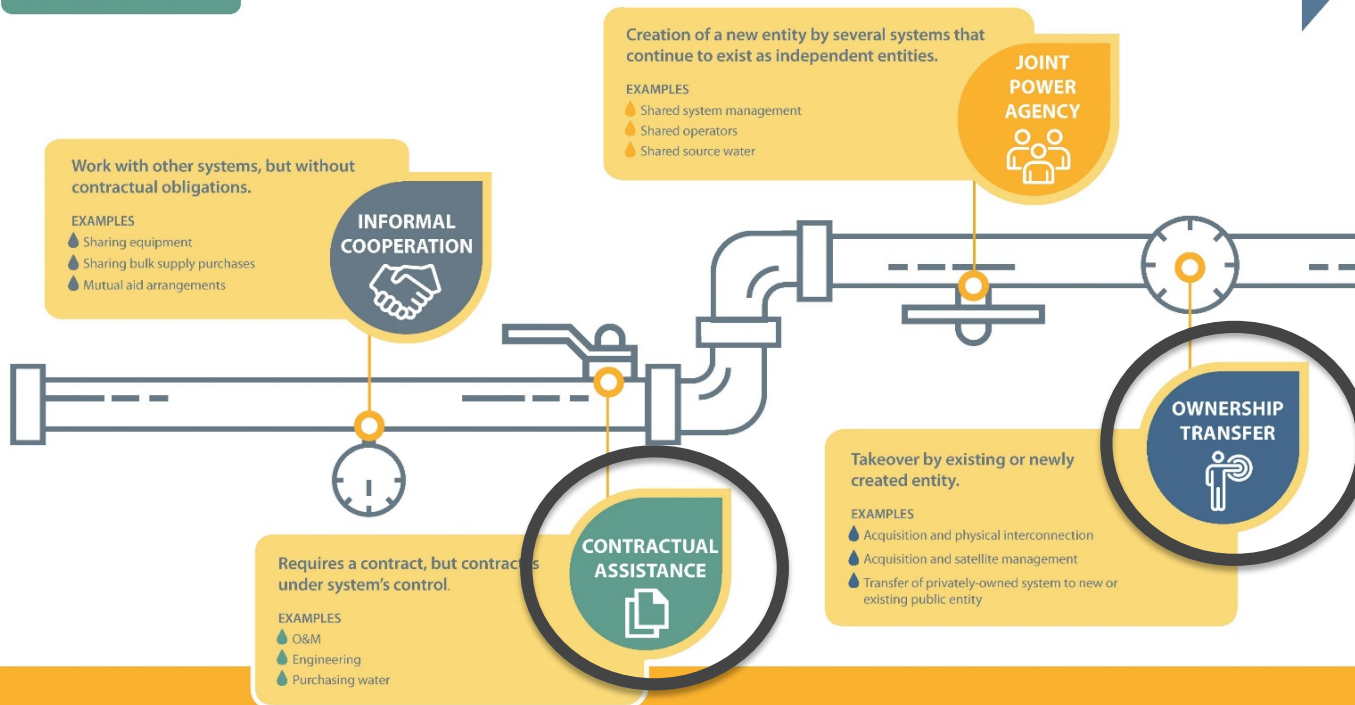 Creation of a new entity by several systems that
continue to exist as independent entities.
EXAMPLES
Shared system management
Shared operators
Shared source water
JOINT
POWER
AGENCY
Work with other systems, but without
contractual obligations.
EXAMPLES
Sharing equipment
Sharing bulk supply purchases
Mutual aid arrangements
INFORMAL
COOPERATION
Requires a contract, but contract is
under system's control.
EXAMPLES
O&M
Engineering
Purchasing water
CONTRACTUAL
ASSISTANCE
Takeover by existing or newly
created entity.
EXAMPLES
Acquisition and physical interconnection
Acquisition and satellite management
Transfer of privately-owned system to new or
existing public entity
OWNERSHIP
TRANSFER